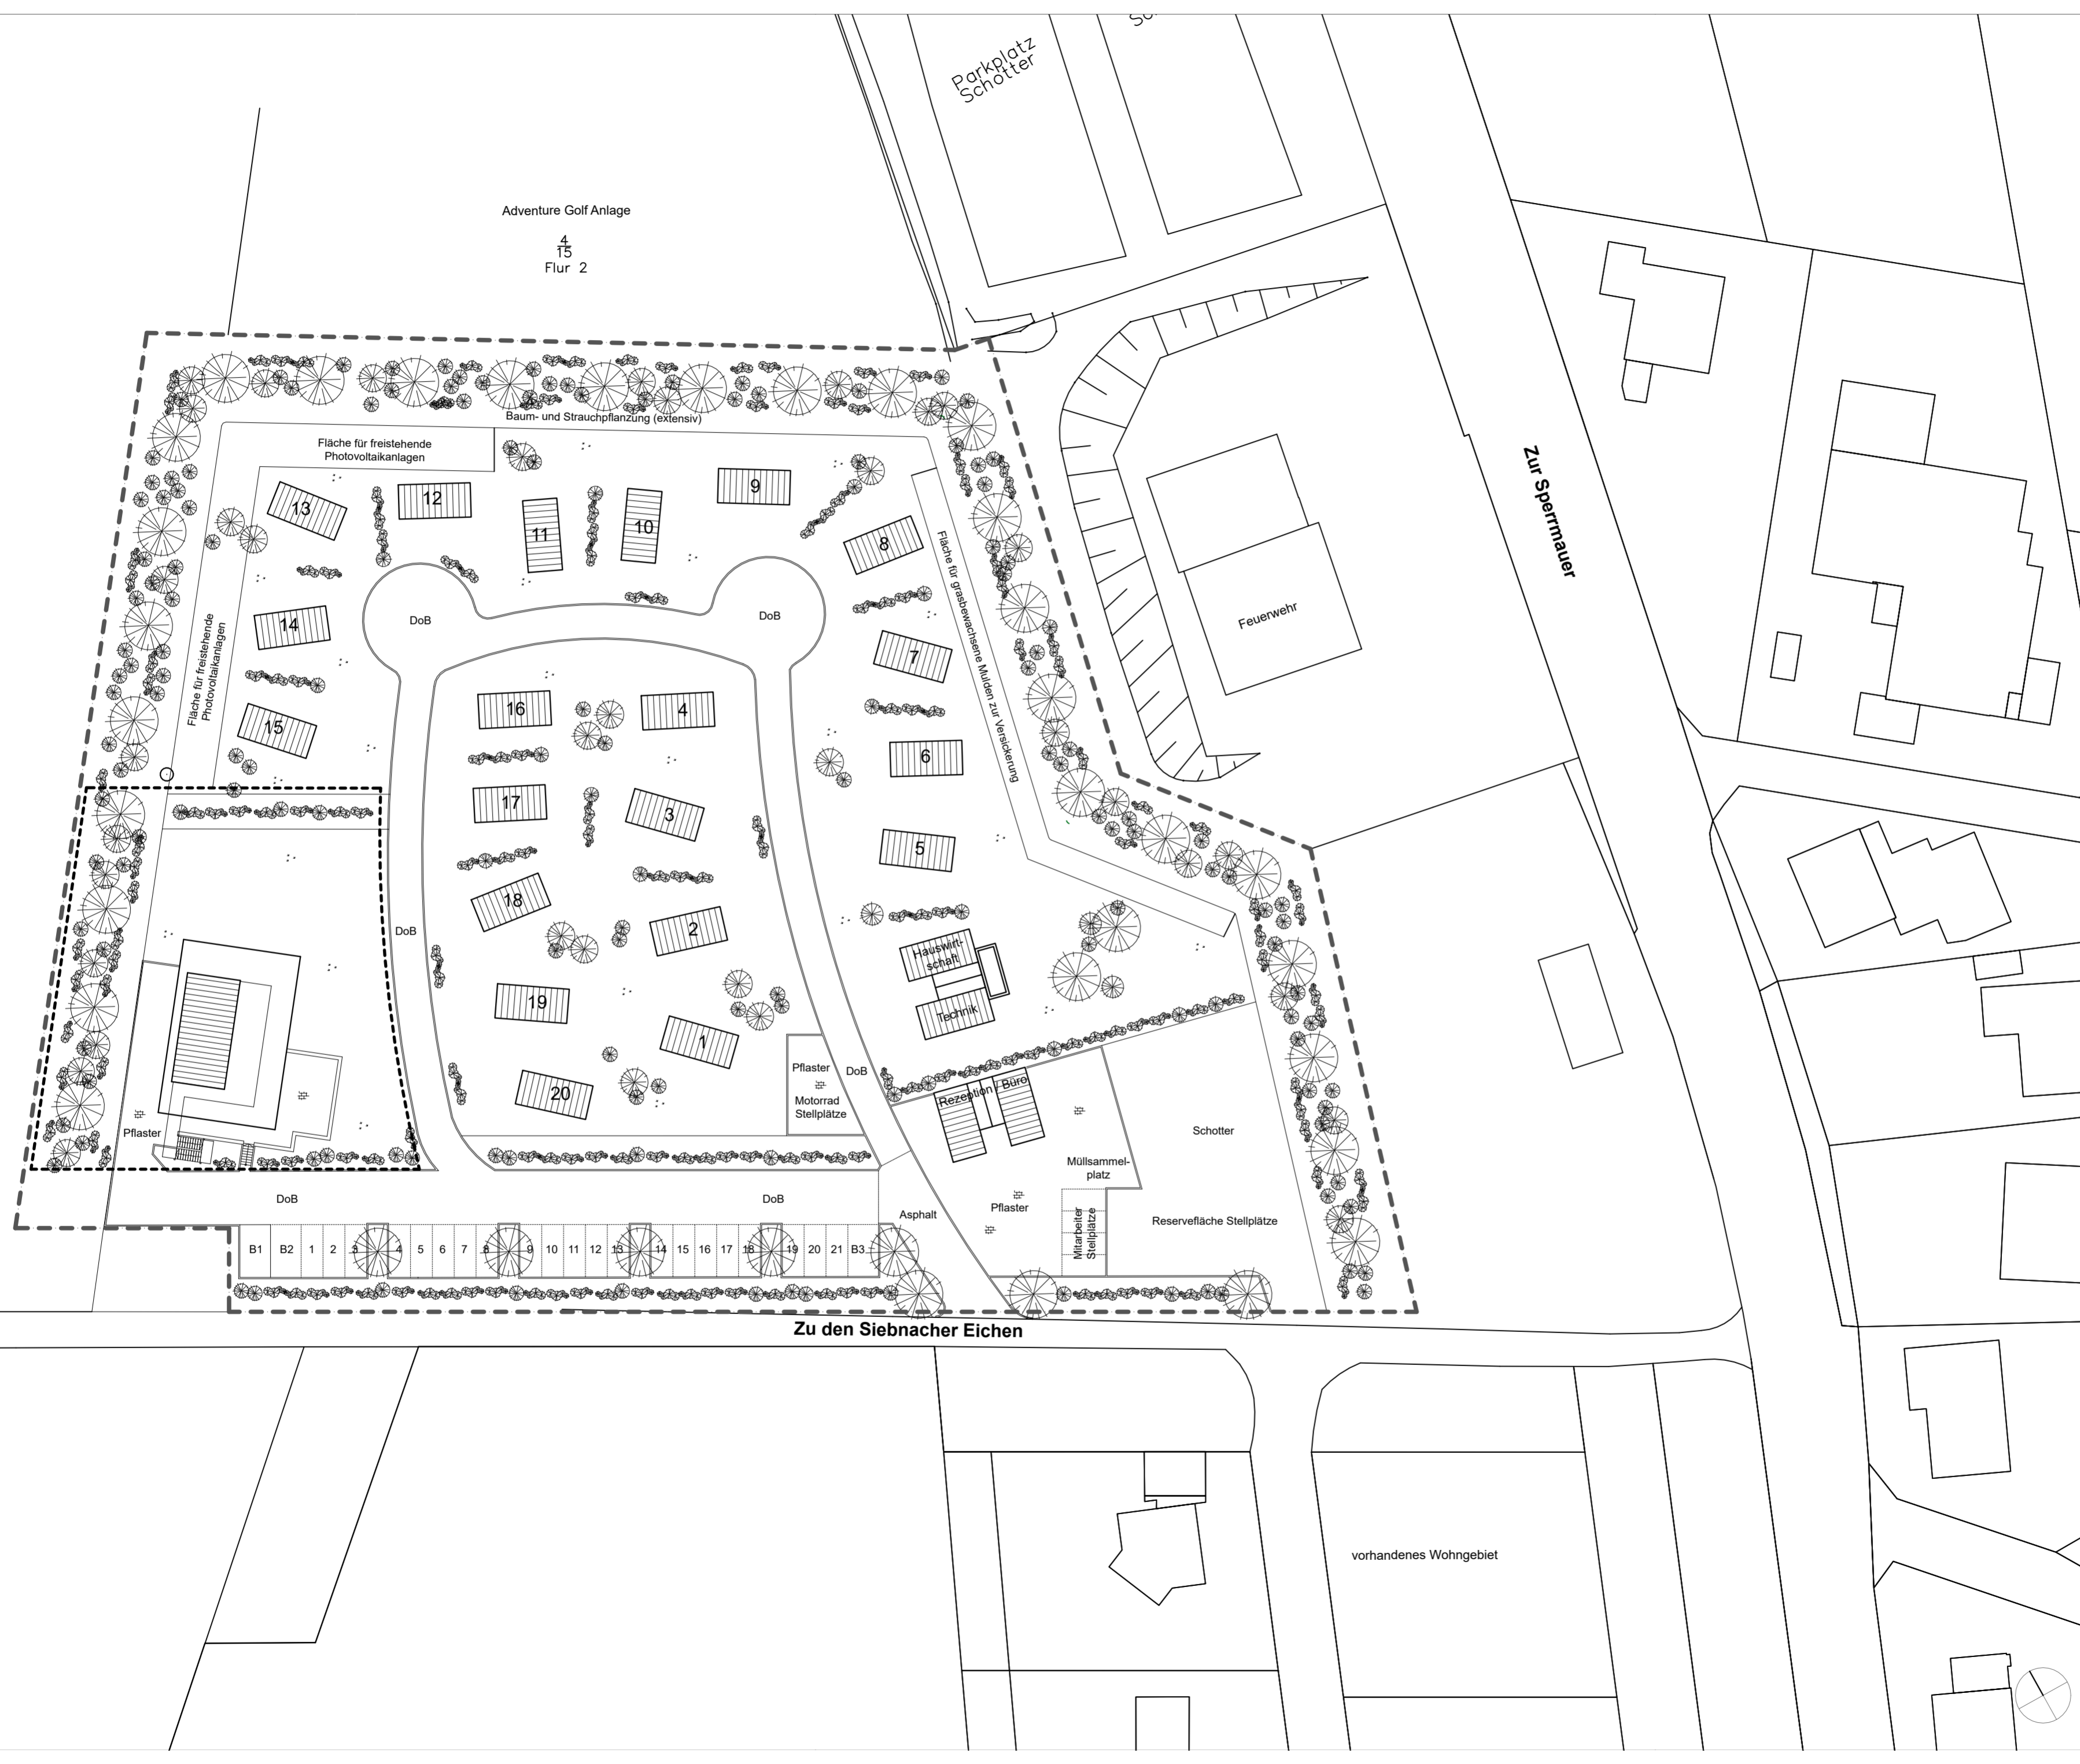 Parkplatz
Schotter
Adventure Golf Anlage
4
15
Flur 2
Baum- und Strauchpflanzung (extensiv)
Fläche für freistehende
Photovoltaikanlagen
13
12
11
10
9
8
Fläche für grasbewachsene Mulden zur Versickerung
Zur Sperrmauer
Feuerwehr
DoB
DoB
14
7
Fläche für freistehende
Photovoltaikanlagen
15
16
4
6
17
3
5
18
2
DoB
Hauswirt-
schaft
Technik
19
1
20
Pflaster
Motorrad
Stellplätze
DoB
Rezeption / Büro
Pflaster
Schotter
Müllsammel-
platz
Pflaster
Mitarbeiter
Stellplätze
Reservefläche Stellplätze
DoB
DoB
Asphalt
B1 B2 1 2 3 4 5 6 7 8 9 10 11 12 13 14 15 16 17 18 19 20 21 B3
Zu den Siebnacher Eichen
vorhandenes Wohngebiet